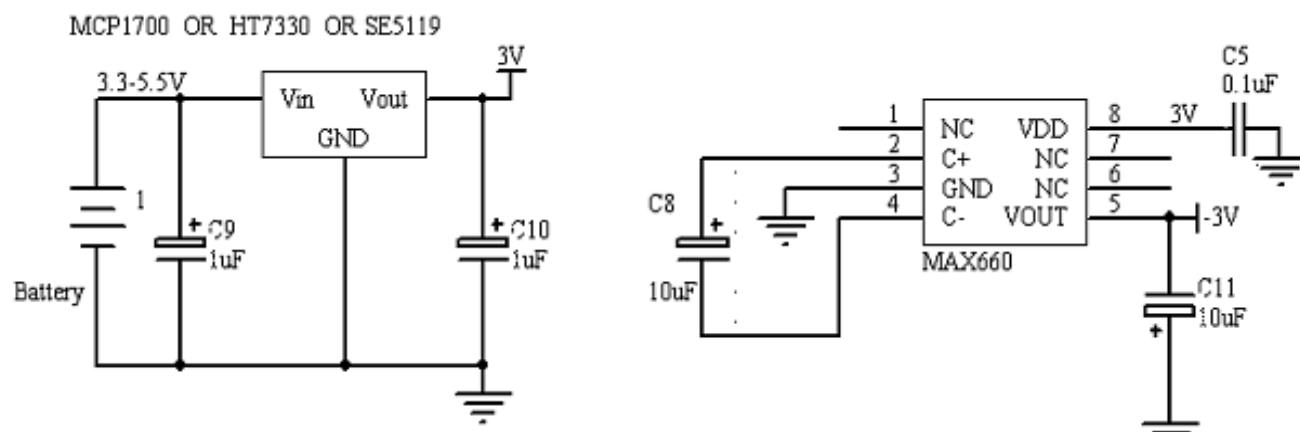 MCP1700 OR HT7330 OR SE5119
3V
3.3-5.5V
Vin Vout
GND
1
C9
1uF
C10
1uF
Battery
C5
0.1uF
1 NC VDD 8 3V
2 C+ NC 7
3 GND NC 6
4 C- VOUT 5 -3V
MAX660
C8
10uF
C11
10uF
+
+
+
+